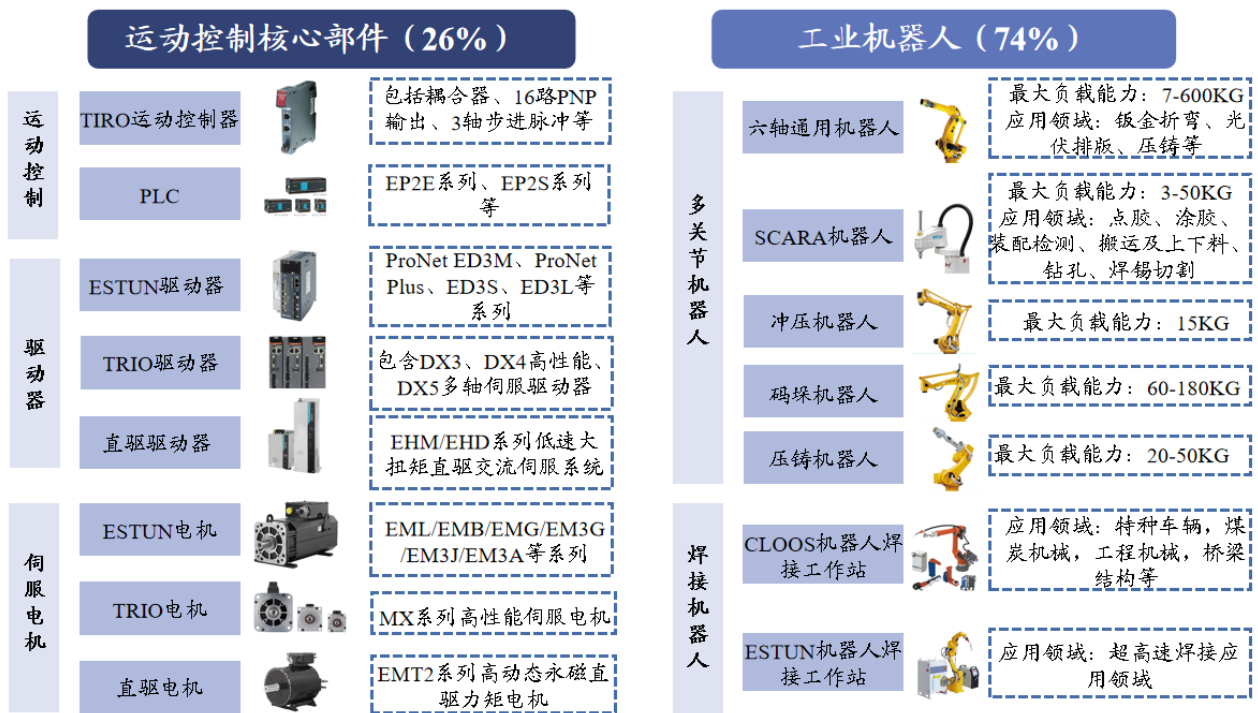 运动控制核心部件（26%）
运动控制
TIRO运动控制器
包括耦合器、16路PNP
输出、3轴步进脉冲等
PLC
EP2E系列、EP2S系列
等
驱动器
ESTUN驱动器
ProNet ED3M、ProNet
Plus、ED3S、ED3L等
系列
TRIO驱动器
包含DX3、DX4高性能、
DX5多轴伺服驱动器
直驱驱动器
EHM/EHD系列低速大
扭矩直驱交流伺服系统
伺服电机
ESTUN电机
EML/EMB/EMG/EM3G
/EM3J/EM3A等系列
TRIO电机
MX系列高性能伺服电机
直驱电机
EMT2系列高动态永磁直
驱力矩电机
工业机器人（74%）
多关节机器人
六轴通用机器人
最大负载能力：7-600KG
应用领域：钣金折弯、光
伏排版、压铸等
SCARA机器人
最大负载能力：3-50KG
应用领域：点胶、涂胶、
装配检测、搬运及上下料、
钻孔、焊锡切割
冲压机器人
最大负载能力：15KG
码垛机器人
最大负载能力：60-180KG
压铸机器人
最大负载能力：20-50KG
焊接机器人
CLOOS机器人焊
接工作站
应用领域：特种车辆，煤
炭机械，工程机械，桥梁
结构等
ESTUN机器人焊
接工作站
应用领域：超高速焊接应
用领域